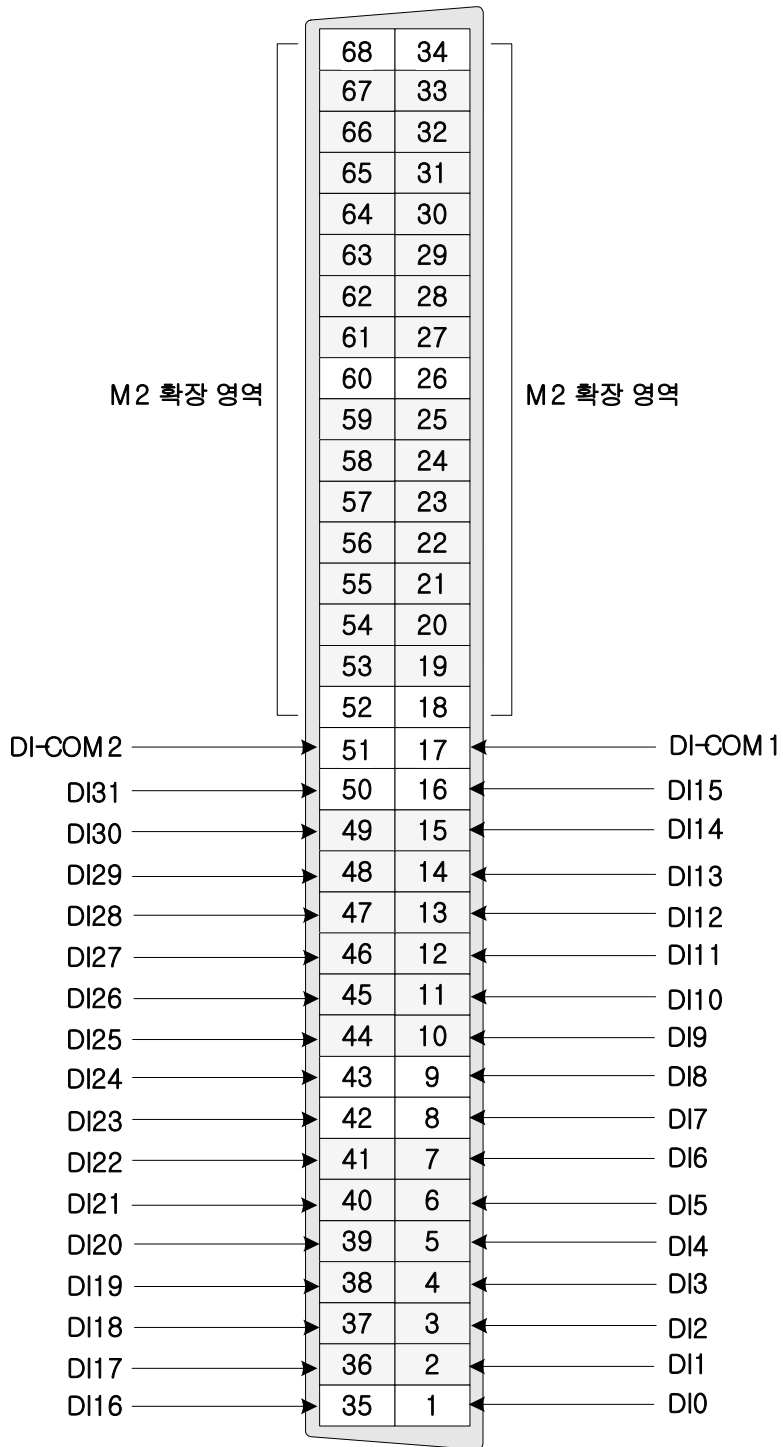 68 34
67 33
66 32
65 31
64 30
63 29
62 28
61 27
M2 확장 영역 60 26 M2 확장 영역
59 25
58 24
57 23
56 22
55 21
54 20
53 19
52 18
DI-COM2 51 17 DI-COM1
DI31 50 16 DI15
DI30 49 15 DI14
DI29 48 14 DI13
DI28 47 13 DI12
DI27 46 12 DI11
DI26 45 11 DI10
DI25 44 10 DI9
DI24 43 9 DI8
DI23 42 8 DI7
DI22 41 7 DI6
DI21 40 6 DI5
DI20 39 5 DI4
DI19 38 4 DI3
DI18 37 3 DI2
DI17 36 2 DI1
DI16 35 1 DI0